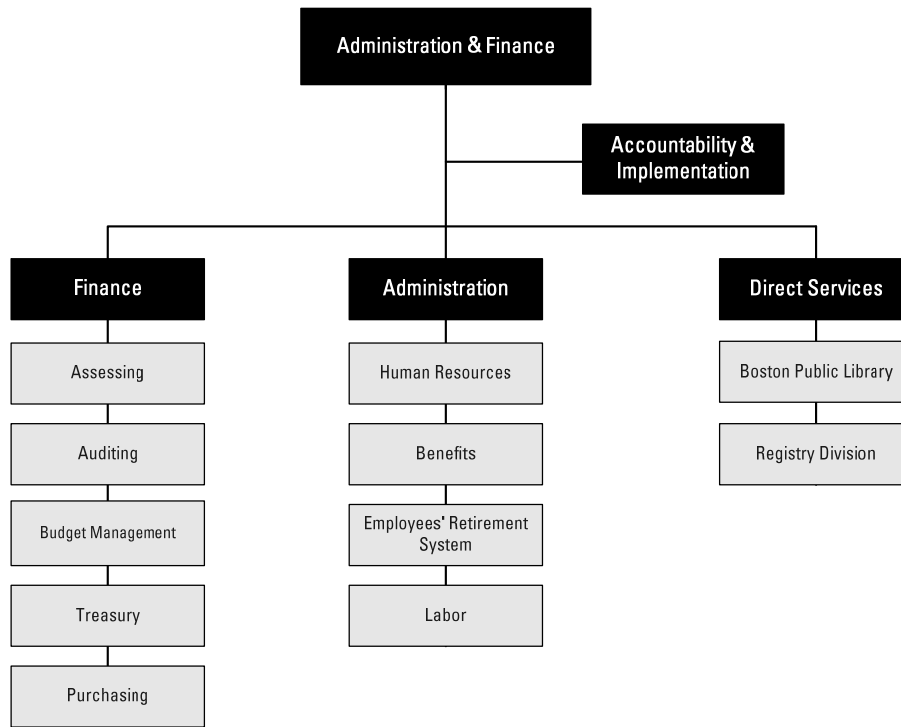 Administration & Finance
Accountability &
Implementation
Finance
Administration
Direct Services
Assessing
Human Resources
Boston Public Library
Auditing
Benefits
Registry Division
Budget Management
Employees' Retirement
System
Treasury
Labor
Purchasing